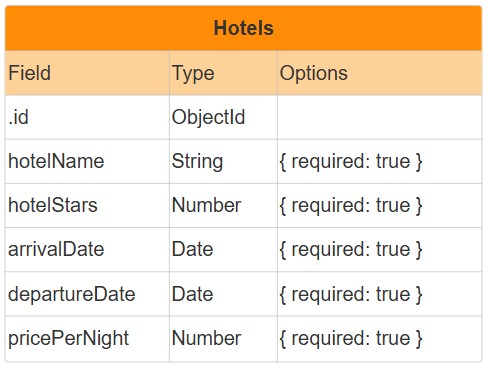 Hotels
Field Type Options
.id ObjectId
hotelName String { required: true }
hotelStars Number { required: true }
arrivalDate Date { required: true }
departureDate Date { required: true }
pricePerNight Number { required: true }